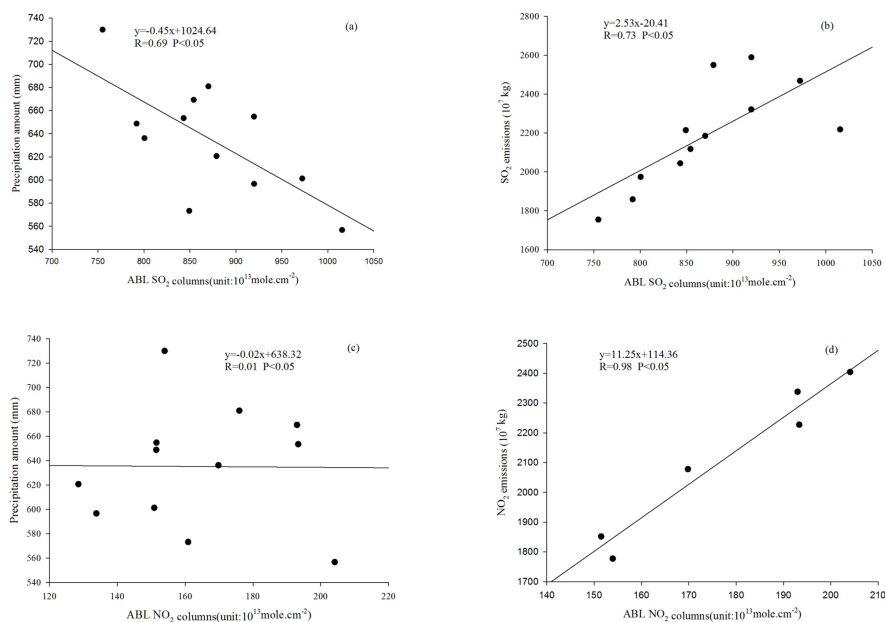 (a)
y=-0.45x+1024.64
R=0.69 P<0.05
Precipitation amount (mm)
740
720
700
680
660
640
620
600
580
560
540
700 750 800 850 900 950 1000 1050
ABL SO2 columns(unit:10^13mole.cm^-2)
(b)
y=2.53x-20.41
R=0.73 P<0.05
SO2 emissions (10^7 kg)
2800
2600
2400
2200
2000
1800
1600
700 750 800 850 900 950 1000 1050
ABL SO2 columns(unit:10^13mole.cm^-2)
(c)
y=-0.02x+638.32
R=0.01 P<0.05
Precipitation amount (mm)
740
720
700
680
660
640
620
600
580
560
540
120 140 160 180 200 220
ABL NO2 columns(unit:10^13mole.cm^-2)
(d)
y=11.25x+114.36
R=0.98 P<0.05
NO2 emissions (10^7 kg)
2500
2400
2300
2200
2100
2000
1900
1800
1700
140 150 160 170 180 190 200 210
ABL NO2 columns(unit:10^13mole.cm^-2)